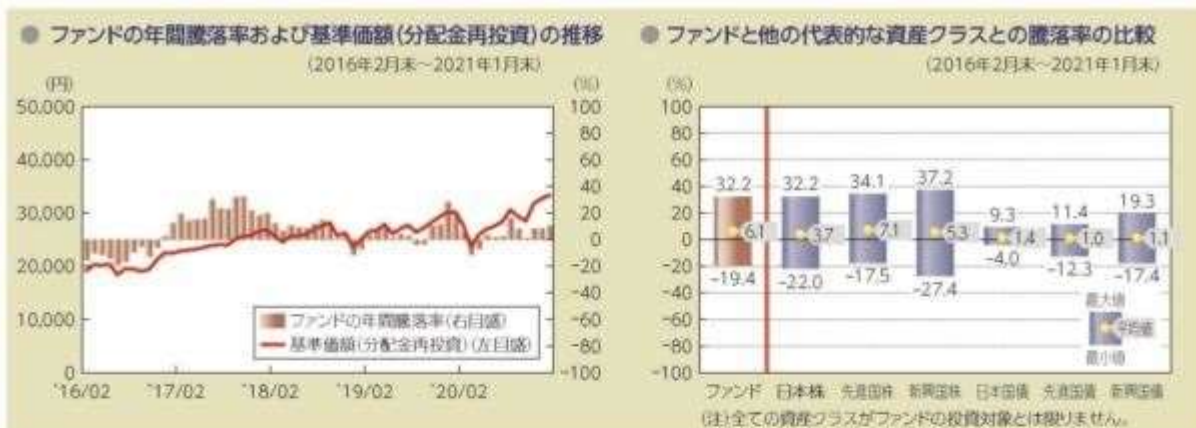 ● ファンドの年間騰落率および基準価額(分配金再投資)の推移
(2016年2月末～2021年1月末)
(円)
(%)
50,000
40,000
30,000
20,000
10,000
0
100
80
60
40
20
0
-20
-40
-60
-80
-100
ファンドの年間騰落率(右目盛)
基準価額(分配金再投資)(左目盛)
'16/02 '17/02 '18/02 '19/02 '20/02
● ファンドと他の代表的な資産クラスとの騰落率の比較
(2016年2月末～2021年1月末)
(%)
100
80
60
40
20
0
-20
-40
-60
-80
-100
32.2 32.2 34.1 37.2 9.3 11.4 19.3
6.1 3.7 7.1 5.3 1.4 1.0 1.1
-19.4 -22.0 -17.5 -27.4 -4.0 -12.3 -17.4
最大値
平均値
最小値
ファンド 日本株 先進国株 新興国株 日本国債 先進国債 新興国債
(注)全ての資産クラスがファンドの投資対象とは限りません。